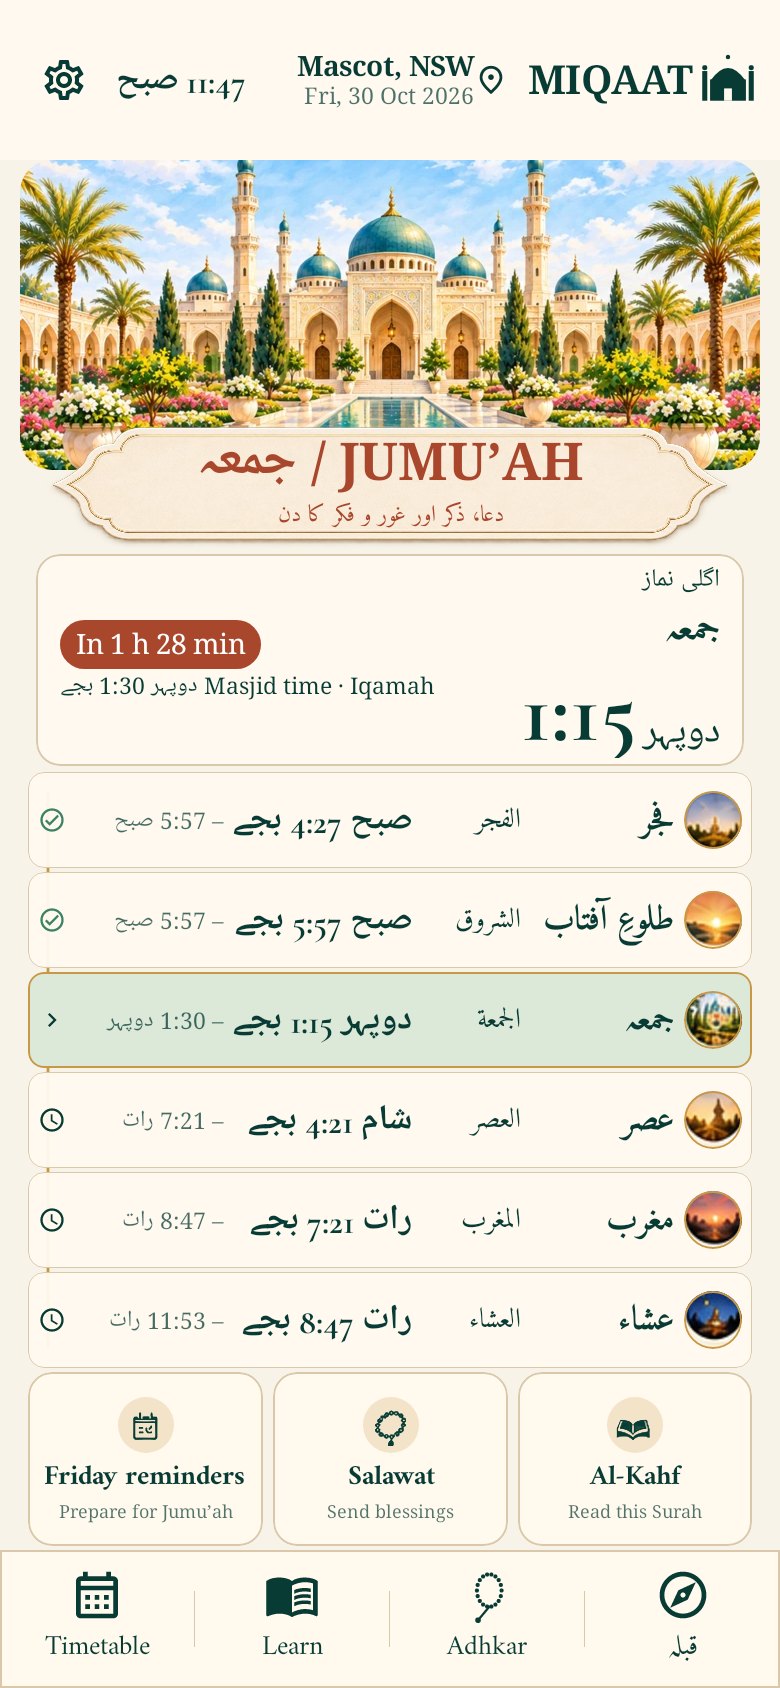 MIQAAT
Mascot, NSW
Fri, 30 Oct 2026
11:47 صبح
جمعہ / JUMU’AH
دعا، ذکر اور غور و فکر کا دن
اگلی نماز
جمعہ
دوپہر 1:15
In 1 h 28 min
Masjid time · Iqamah دوپہر 1:30 بجے
فجر الفجر صبح 4:27 بجے – 5:57 صبح
طلوعِ آفتاب الشروق صبح 5:57 بجے – 5:57 صبح
جمعہ الجمعة دوپہر 1:15 بجے – 1:30 دوپہر
عصر العصر شام 4:21 بجے – 7:21 رات
مغرب المغرب رات 7:21 بجے – 8:47 رات
عشاء العشاء رات 8:47 بجے – 11:53 رات
Al-Kahf
Read this Surah
Salawat
Send blessings
Friday reminders
Prepare for Jumu’ah
قبلہ
Adhkar
Learn
Timetable